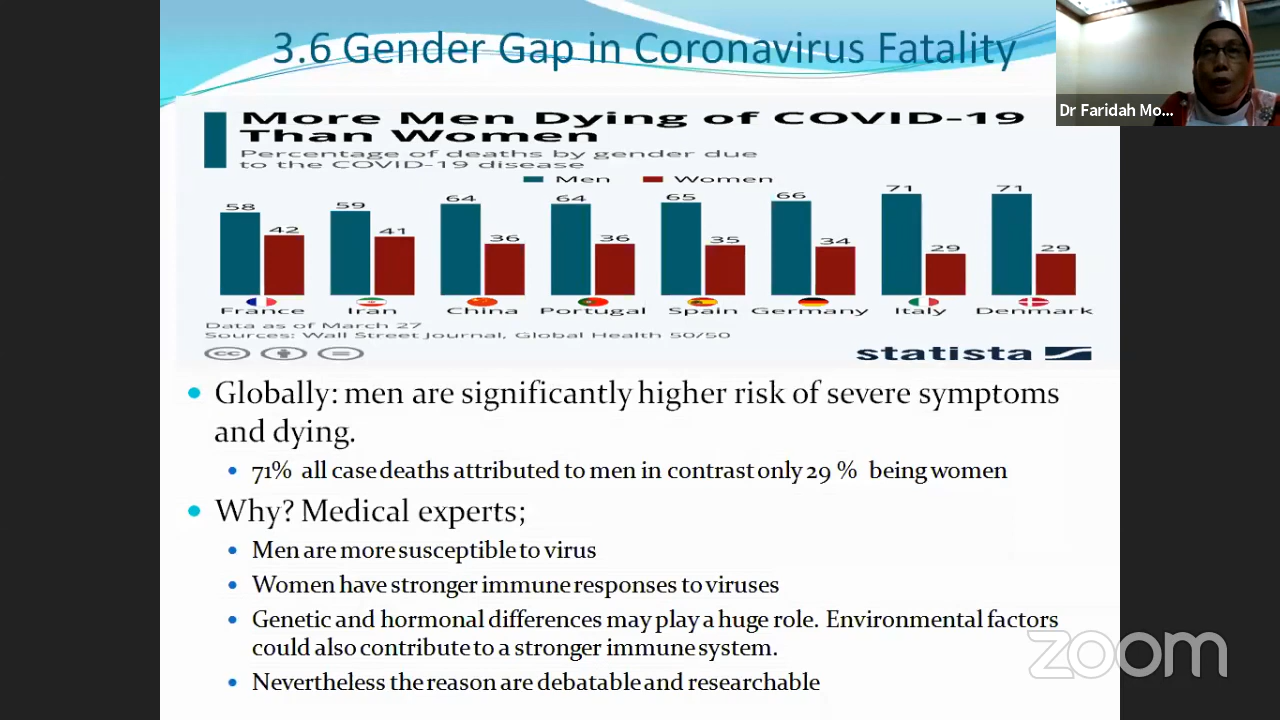 3.6 Gender Gap in Coronavirus Fatality
Dr Faridah Mo...
More Men Dying of COVID-19
Than Women
Percentage of deaths by gender due
to the COVID-19 disease
Men Women
58 42 59 41 64 36 64 36 65 35 66 34 71 29 71 29
France Iran China Portugal Spain Germany Italy Denmark
Data as of March 27
Sources: Wall Street Journal, Global Health 50/50
cc
statista
• Globally: men are significantly higher risk of severe symptoms
and dying.
• 71% all case deaths attributed to men in contrast only 29 % being women
• Why? Medical experts;
• Men are more susceptible to virus
• Women have stronger immune responses to viruses
• Genetic and hormonal differences may play a huge role. Environmental factors
could also contribute to a stronger immune system.
• Nevertheless the reason are debatable and researchable
zoom